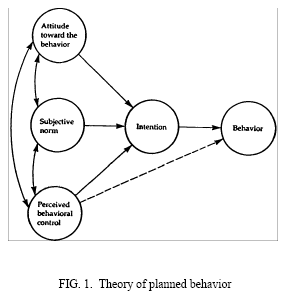 Attitude
toward the
behavior
Subjective
norm
Intention
Behavior
Perceived
behavioral
control
FIG. 1. Theory of planned behavior